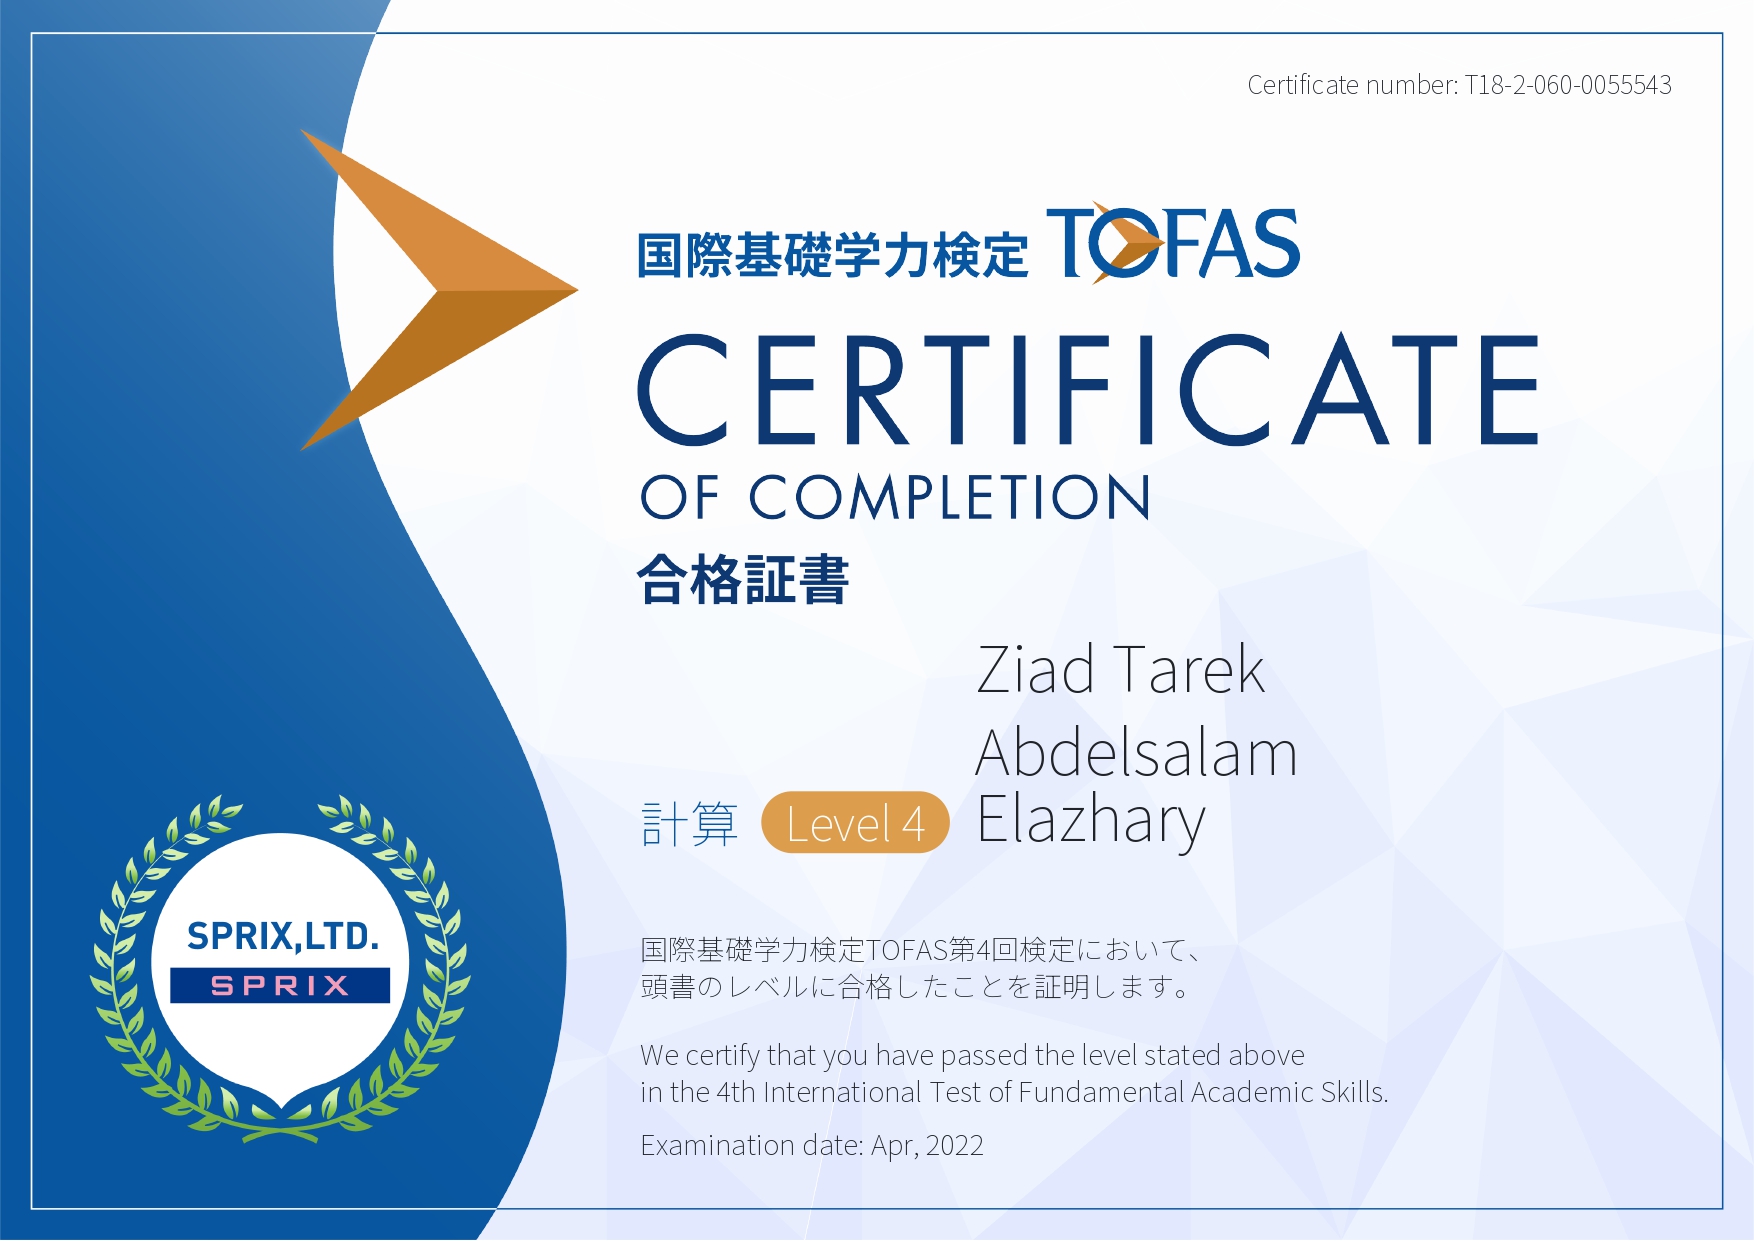 Certificate number: T18-2-060-0055543
国際基礎学力検定 TOFAS
CERTIFICATE
OF COMPLETION
合格証書
Ziad Tarek
Abdelsalam
計算 Level 4 Elazhary
SPRIX,LTD.
SPRIX
国際基礎学力検定TOFAS第4回検定において、
頭書のレベルに合格したことを証明します。
We certify that you have passed the level stated above
in the 4th International Test of Fundamental Academic Skills.
Examination date: Apr, 2022